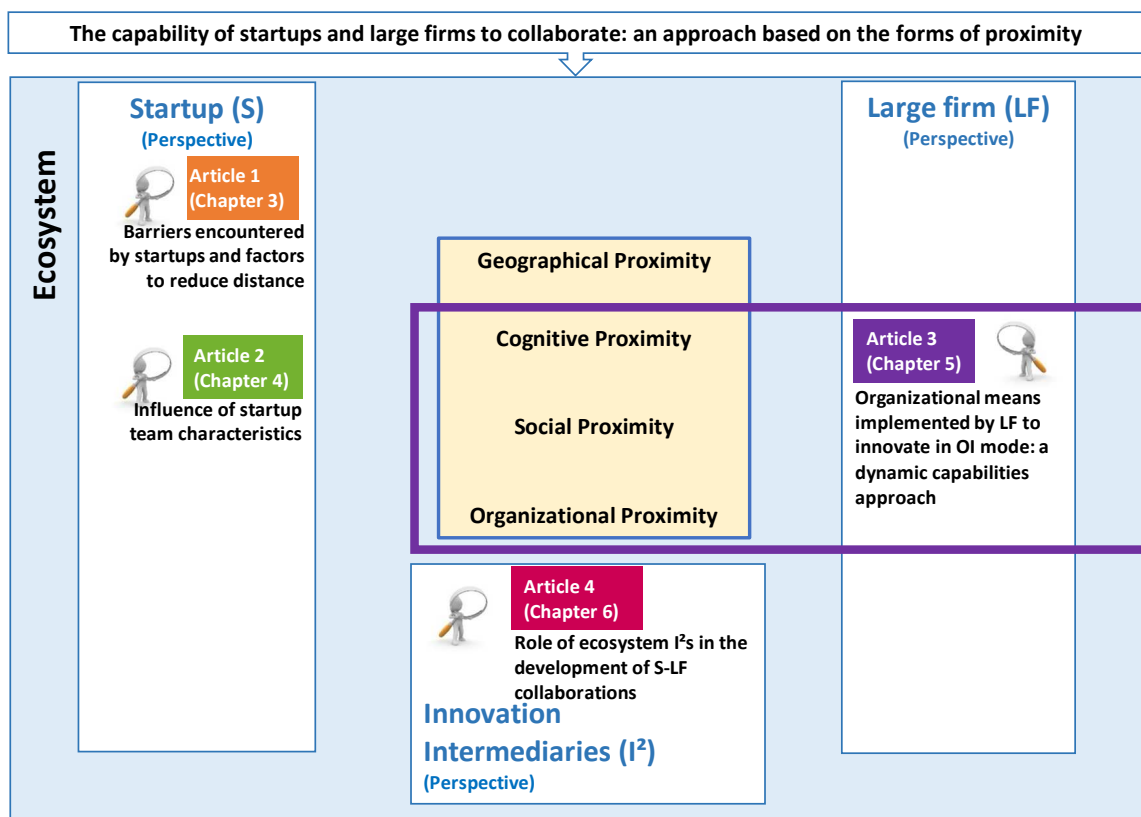 The capability of startups and large firms to collaborate: an approach based on the forms of proximity
Ecosystem
Startup (S)
(Perspective)
Article 1
(Chapter 3)
Barriers encountered
by startups and factors
to reduce distance
Article 2
(Chapter 4)
Influence of startup
team characteristics
Geographical Proximity
Cognitive Proximity
Social Proximity
Organizational Proximity
Large firm (LF)
(Perspective)
Article 3
(Chapter 5)
Organizational means
implemented by LF to
innovate in OI mode: a
dynamic capabilities
approach
Article 4
(Chapter 6)
Role of ecosystem I²s in the
development of S-LF
collaborations
Innovation
Intermediaries (I²)
(Perspective)